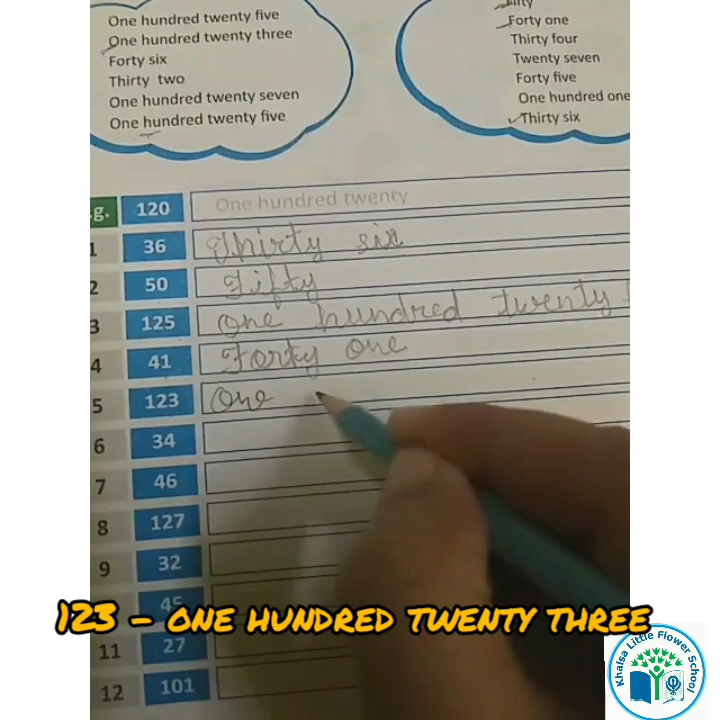 One hundred twenty five
One hundred twenty three
Forty six
Thirty two
One hundred twenty seven
One hundred twenty five
Forty one
Thirty four
Twenty seven
Forty five
One hundred one
Thirty six
g. 120 One hundred twenty
1 36 Thirty six
2 50 Fifty
3 125 One hundred twenty
4 41 Forty one
5 123 One
6 34
7 46
8 127
9 32
45
123 - ONE HUNDRED TWENTY THREE
11 27
12 101
Khalsa Little Flower School